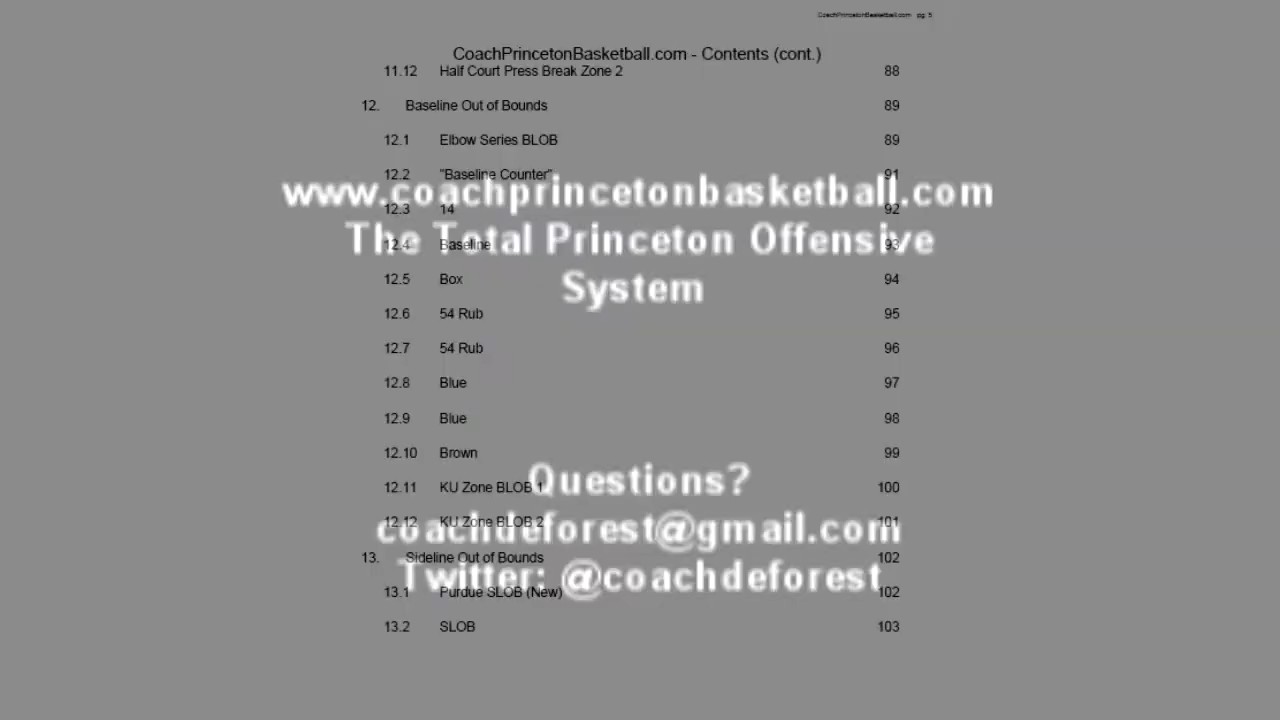 CoachPrincetonBasketball.com pg 5
CoachPrincetonBasketball.com - Contents (cont.)
11.12 Half Court Press Break Zone 2 88
12. Baseline Out of Bounds 89
12.1 Elbow Series BLOB 89
12.2 "Baseline Counter" 91
www.coachprincetonbasketball.com
12.3 14 92
The Total Princeton Offensive
12.4 Baseline 93
System
12.5 Box 94
12.6 54 Rub 95
12.7 54 Rub 96
12.8 Blue 97
12.9 Blue 98
12.10 Brown 99
Questions?
12.11 KU Zone BLOB 1 100
12.12 KU Zone BLOB 2 101
coachdeforest@gmail.com
13. Sideline Out of Bounds 102
Twitter: @coachdeforest
13.1 Purdue SLOB (New) 102
13.2 SLOB 103